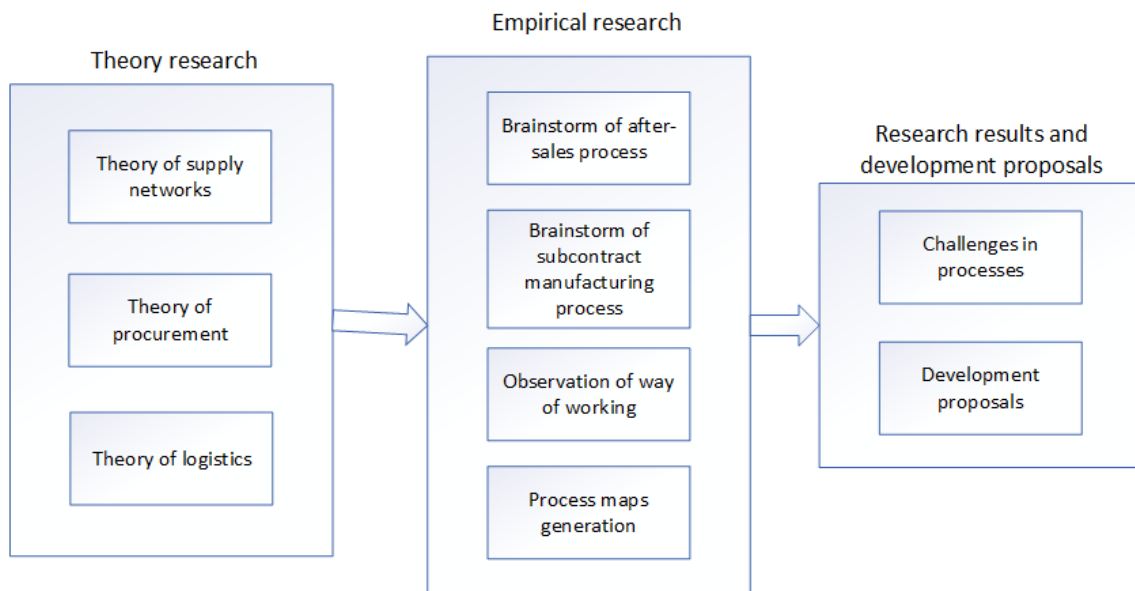 Theory research
Theory of supply
networks
Theory of
procurement
Theory of logistics
Empirical research
Brainstorm of after-
sales process
Brainstorm of
subcontract
manufacturing
process
Observation of way
of working
Process maps
generation
Research results and
development proposals
Challenges in
processes
Development
proposals